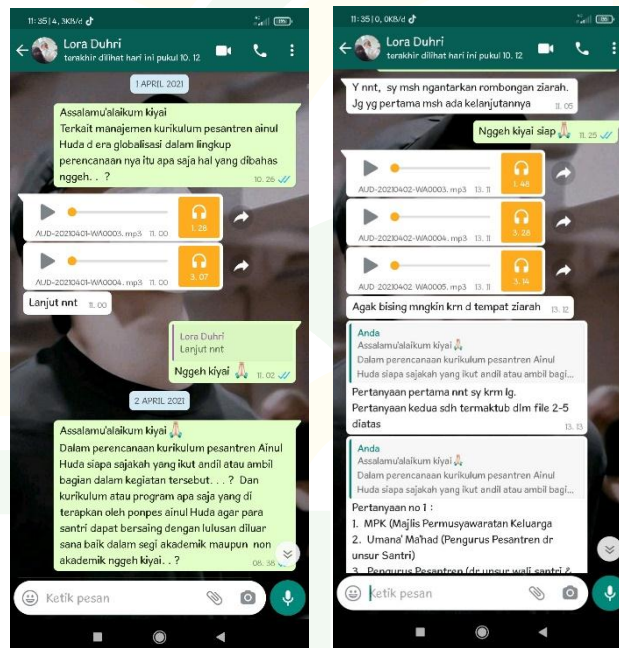 11:35 | 4, 3KB/d
Lora Duhri
terakhir dilihat hari ini pukul 10. 12
1 APRIL 2021
Assalamu'alaikum kiyai
Terkait manajemen kurikulum pesantren ainul
Huda d era globalisasi dalam lingkup
perencanaan nya itu apa saja hal yang dibahas
nggeh. . ?
10. 26
1. 28
AUD-20210401-WA0003. mp3 11. 00
3. 07
AUD-20210401-WA0004. mp3 11. 00
Lanjut nnt 11. 00
Lora Duhri
Lanjut nnt
Nggeh kiyai 🙏 11. 02
2 APRIL 2021
Assalamu'alaikum kiyai 🙏
Dalam perencanaan kurikulum pesantren Ainul
Huda siapa sajakah yang ikut andil atau ambil
bagian dalam kegiatan tersebut. . . ? Dan
kurikulum atau program apa saja yang di
terapkan oleh ponpes ainul Huda agar para
santri dapat bersaing dengan lulusan diluar
sana baik dalam segi akademik maupun non
akademik nggeh kiyai. . ?
08. 38
Ketik pesan
11:35 | 0, 0KB/d
Lora Duhri
terakhir dilihat hari ini pukul 10. 12
Y nnt, sy msh ngantarkan rombongan ziarah.
Jg yg pertama msh ada kelanjutannya 11. 05
Nggeh kiyai siap 🙏 11. 25
1. 48
AUD-20210402-WA0003. mp3 13. 11
3. 28
AUD-20210402-WA0004. mp3 13. 11
3. 14
AUD-20210402-WA0005. mp3 13. 11
Agak bising mngkin krn d tempat ziarah 13. 12
Anda
Assalamu'alaikum kiyai 🙏
Dalam perencanaan kurikulum pesantren Ainul
Huda siapa sajakah yang ikut andil atau ambil bagi...
Pertanyaan pertama nnt sy krm lg.
Pertanyaan kedua sdh termaktub dlm file 2-5
diatas
13. 13
Anda
Assalamu'alaikum kiyai 🙏
Dalam perencanaan kurikulum pesantren Ainul
Huda siapa sajakah yang ikut andil atau ambil bagi...
Pertanyaan no 1 :
1. MPK (Majlis Permusyawaratan Keluarga
2. Umana' Ma'had (Pengurus Pesantren dr
unsur Santri)
3. Pengurus Pesantren (dr unsur wali santri &
Ketik pesan